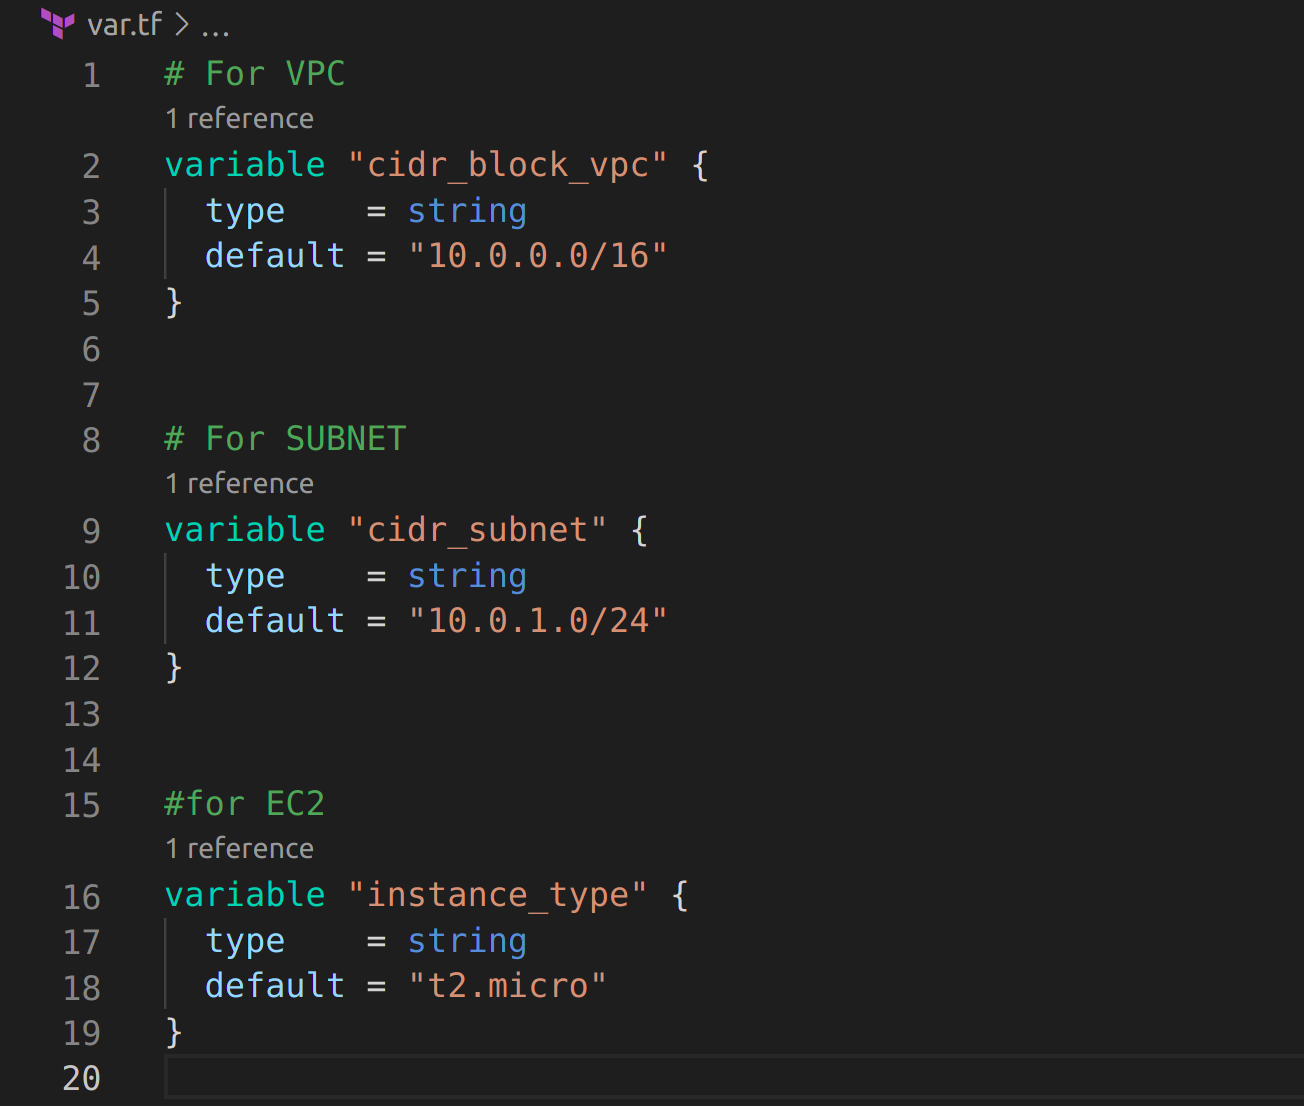 var.tf > ...
1 # For VPC
1 reference
2 variable "cidr_block_vpc" {
3   type    = string
4   default = "10.0.0.0/16"
5 }
6
7
8 # For SUBNET
1 reference
9 variable "cidr_subnet" {
10   type    = string
11   default = "10.0.1.0/24"
12 }
13
14
15 #for EC2
1 reference
16 variable "instance_type" {
17   type    = string
18   default = "t2.micro"
19 }
20